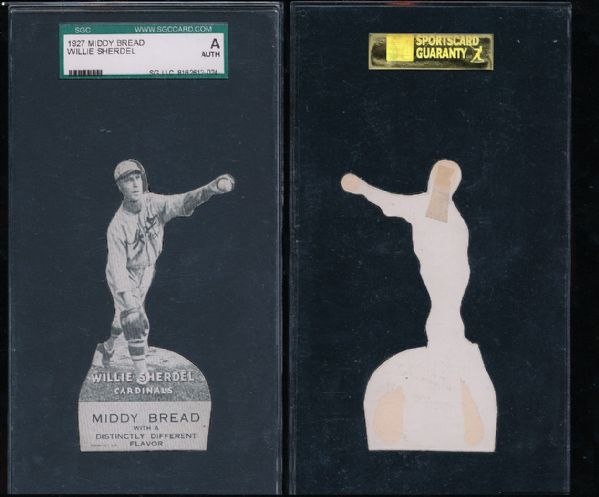 SGC WWW.SGCCARD.COM
1927 MIDDY BREAD
WILLIE SHERDEL
A
AUTH
SPORTSCARD
GUARANTY
WILLIE SHERDEL
CARDINALS
MIDDY BREAD
WITH A
DISTINCTLY DIFFERENT
FLAVOR